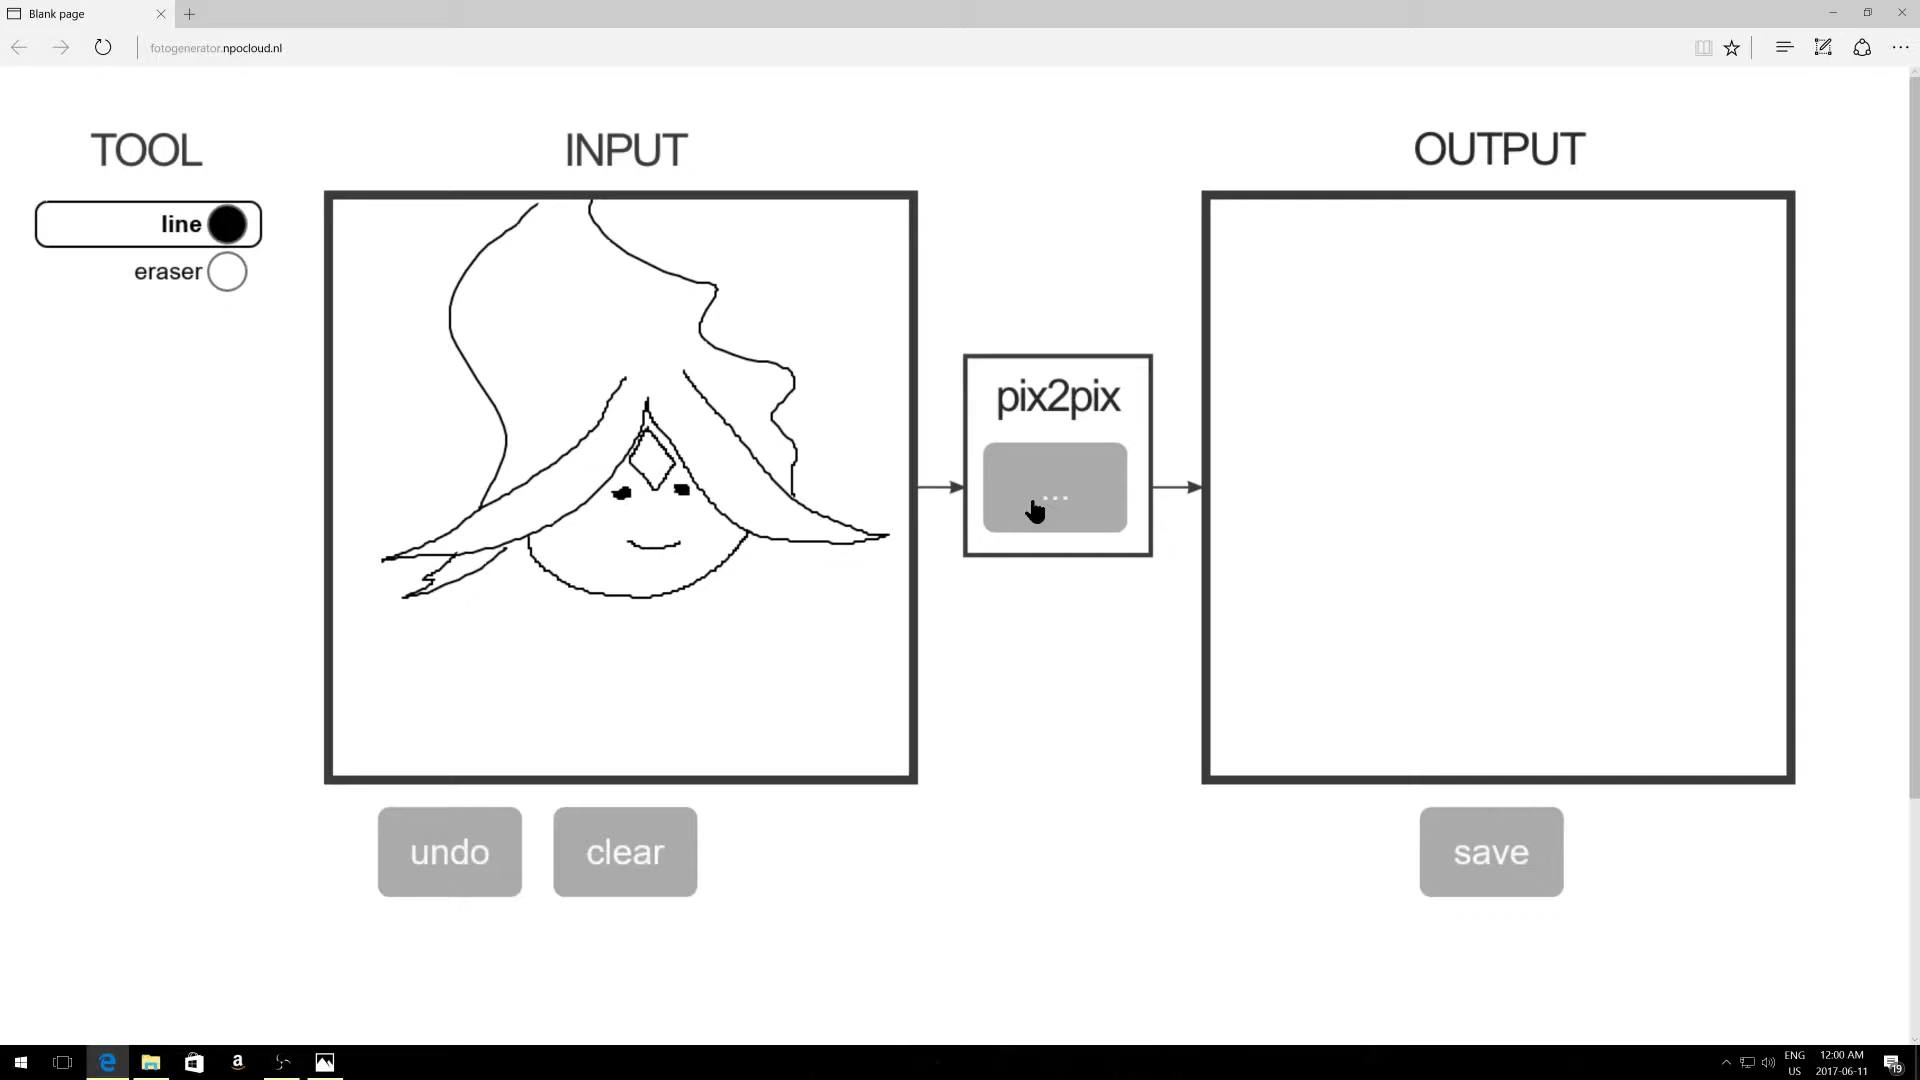 Blank page
fotogenerator.npocloud.nl
TOOL
INPUT
OUTPUT
line
eraser
pix2pix
...
undo
clear
save
ENG
US
12:00 AM
2017-06-11
19